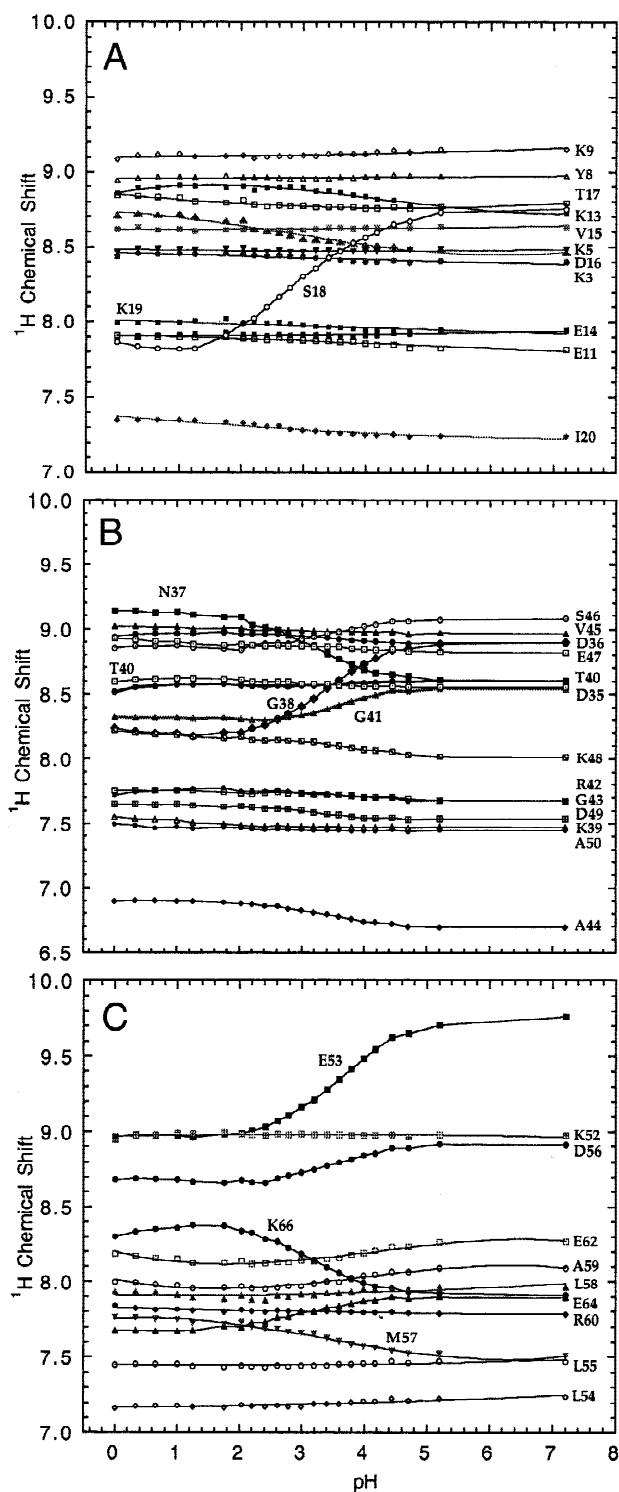 A
10.0
9.5
9.0
8.5
8.0
7.5
7.0
¹H Chemical Shift
K9
Y8
T17
K13
V15
K5
D16
K3
S18
K19
E14
E11
I20
B
10.0
9.5
9.0
8.5
8.0
7.5
7.0
6.5
¹H Chemical Shift
N37
S46
V45
D36
E47
T40
T40
D35
G38
G41
K48
R42
G43
D49
K39
A50
A44
C
10.0
9.5
9.0
8.5
8.0
7.5
7.0
¹H Chemical Shift
E53
K52
D56
K66
E62
A59
L58
E64
R60
M57
L55
L54
0 1 2 3 4 5 6 7 8
pH